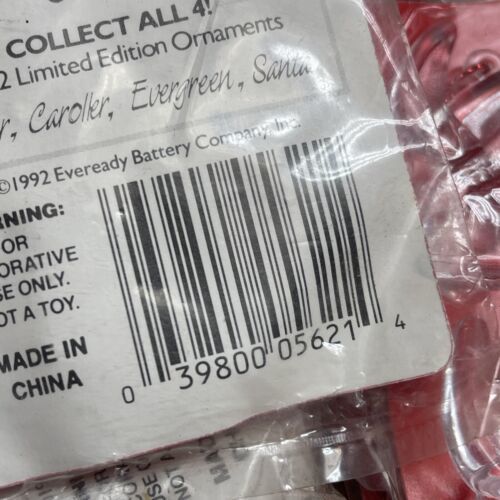 COLLECT ALL 4!
2 Limited Edition Ornaments
r, Caroller, Evergreen, Santa
©1992 Eveready Battery Company, Inc.
RNING:
OR
ORATIVE
SE ONLY.
OT A TOY.
MADE IN
CHINA
0 39800 05621 4